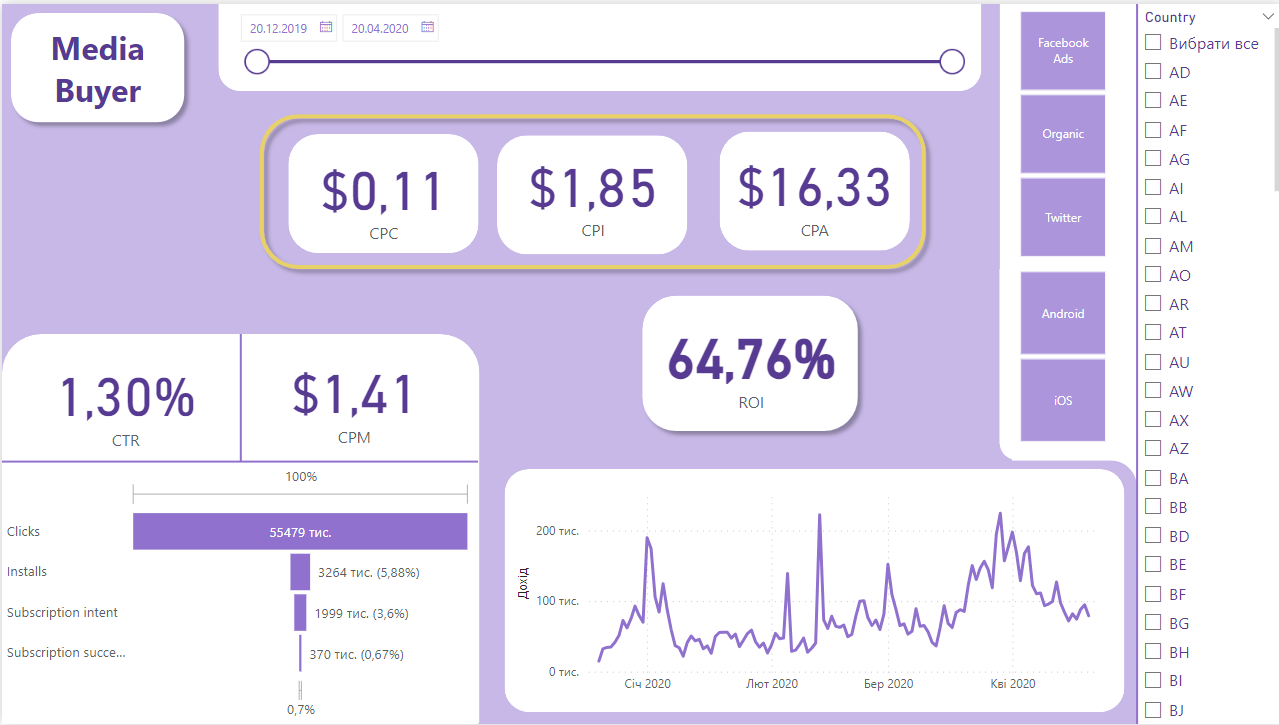 Media
Buyer
20.12.2019
20.04.2020
$0,11
CPC
$1,85
CPI
$16,33
CPA
64,76%
ROI
1,30%
CTR
$1,41
CPM
100%
Clicks
55479 тис.
Installs
3264 тис. (5,88%)
Subscription intent
1999 тис. (3,6%)
Subscription succe...
370 тис. (0,67%)
0,7%
Дохід
200 тис.
100 тис.
0 тис.
Січ 2020
Лют 2020
Бер 2020
Кві 2020
Facebook
Ads
Organic
Twitter
Android
iOS
Country
Вибрати все
AD
AE
AF
AG
AI
AL
AM
AO
AR
AT
AU
AW
AX
AZ
BA
BB
BD
BE
BF
BG
BH
BI
BJ